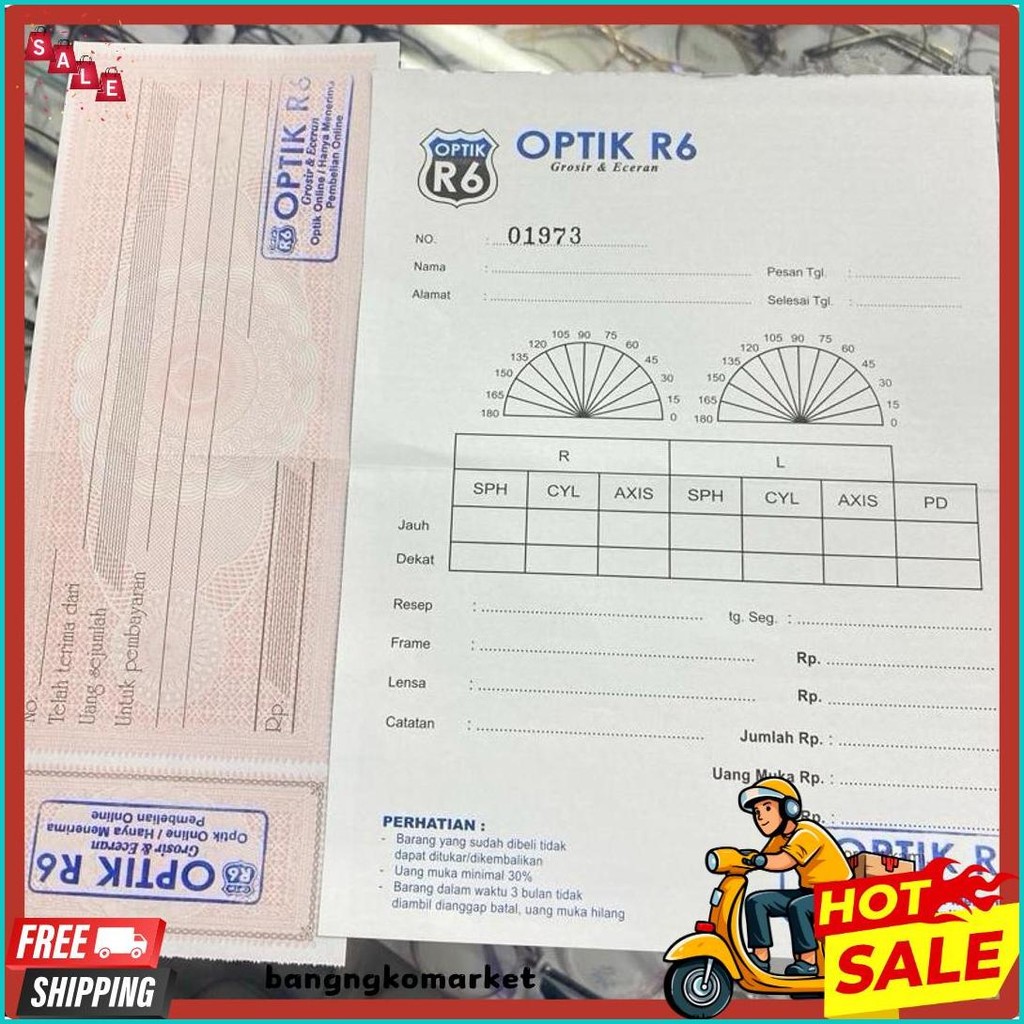 SALE
OPTIK R6
Grosir & Eceran
Optik Online / Hanya Menerima
Pembelian Online
No.
Telah terima dari
Uang sejumlah
Untuk pembayaran
Rp.
OPTIK R6
Grosir & Eceran
Optik Online / Hanya Menerima
Pembelian Online
OPTIK
R6
OPTIK R6
Grosir & Eceran
NO. : 01973
Nama :
Pesan Tgl. :
Alamat :
Selesai Tgl. :
180 165 150 135 120 105 90 75 60 45 30 15 0
180 165 150 135 120 105 90 75 60 45 30 15 0
R L
SPH CYL AXIS SPH CYL AXIS PD
Jauh
Dekat
Resep :
tg. Seg. :
Frame :
Rp.
Lensa :
Rp.
Catatan :
Jumlah Rp. :
Uang Muka Rp. :
Rp. :
PERHATIAN :
- Barang yang sudah dibeli tidak
dapat ditukar/dikembalikan
- Uang muka minimal 30%
- Barang dalam waktu 3 bulan tidak
diambil dianggap batal, uang muka hilang
OPTIK R
FREE
SHIPPING
bangngkomarket
HOT
SALE